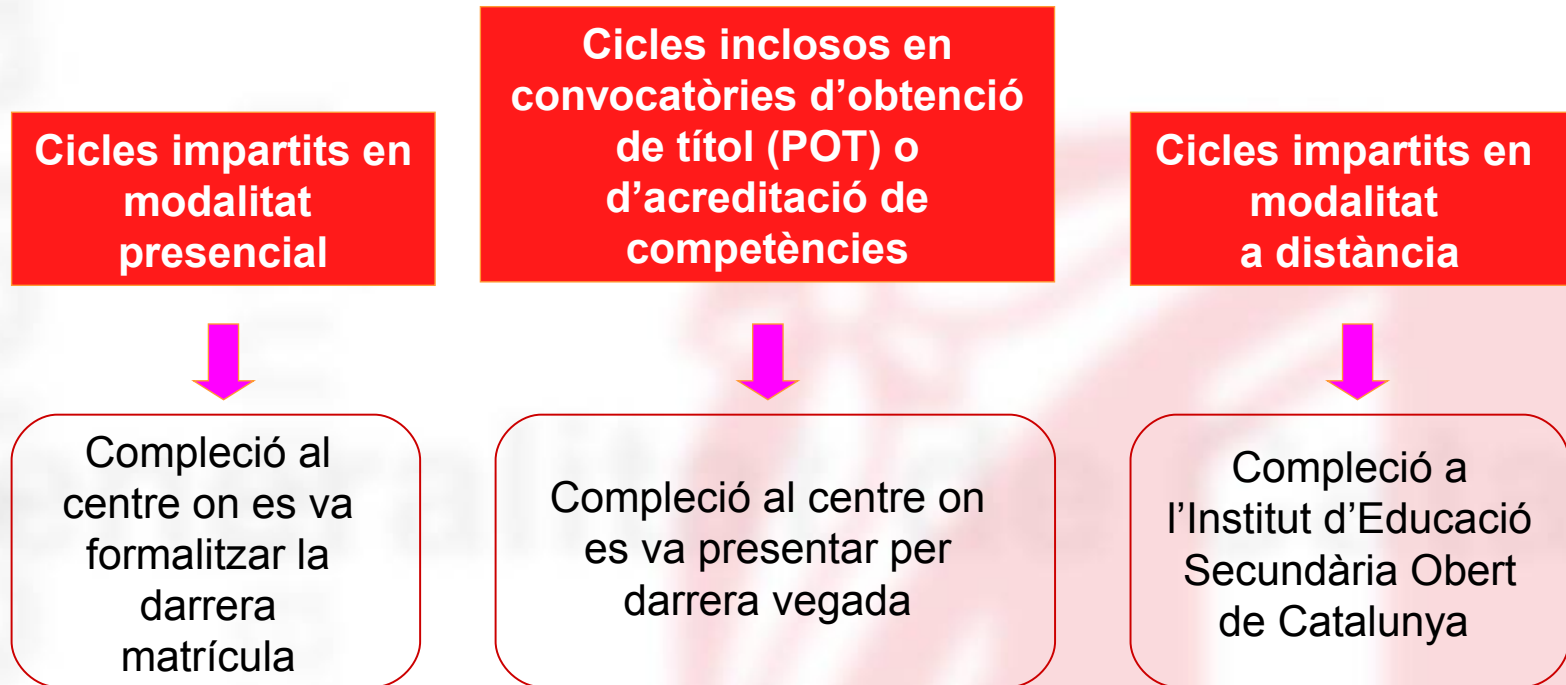 Cicles impartits en
modalitat
presencial
Cicles inclosos en
convocatòries d’obtenció
de títol (POT) o
d’acreditació de
competències
Cicles impartits en
modalitat
a distància
Compleció al
centre on es va
formalitzar la
darrera
matrícula
Compleció al centre on
es va presentar per
darrera vegada
Compleció a
l’Institut d’Educació
Secundària Obert
de Catalunya